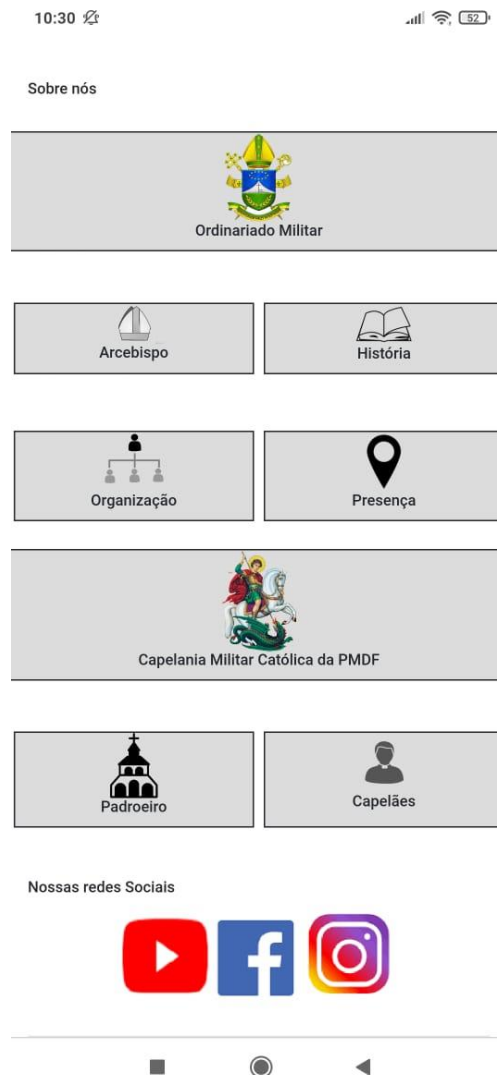 10:30
52
Sobre nós
Ordinariado Militar
Arcebispo
História
Organização
Presença
Capelania Militar Católica da PMDF
Padroeiro
Capelães
Nossas redes Sociais